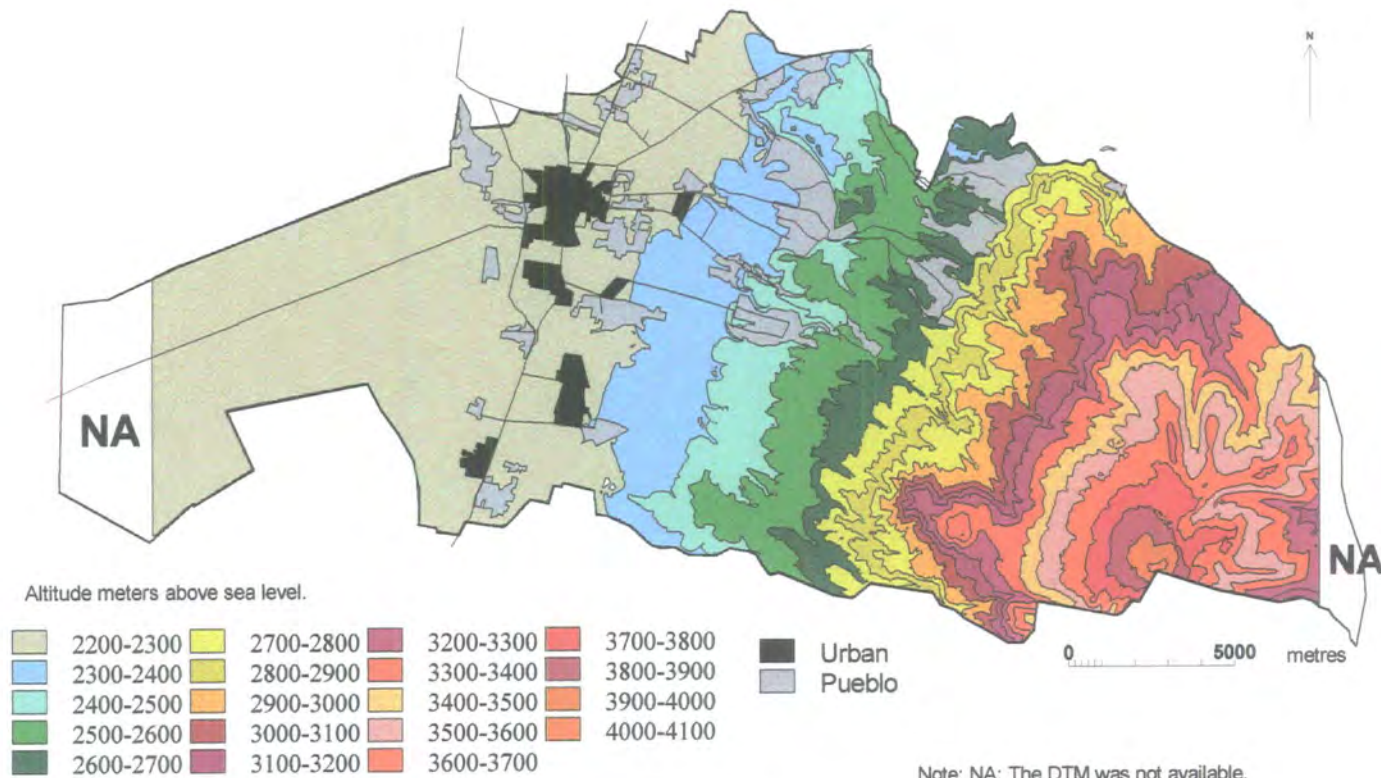 N
NA
NA
Altitude meters above sea level.
2200-2300 2700-2800 3200-3300 3700-3800
2300-2400 2800-2900 3300-3400 3800-3900
2400-2500 2900-3000 3400-3500 3900-4000
2500-2600 3000-3100 3500-3600 4000-4100
2600-2700 3100-3200 3600-3700
Urban
Pueblo
0 5000 metres
Note: NA: The DTM was not available.